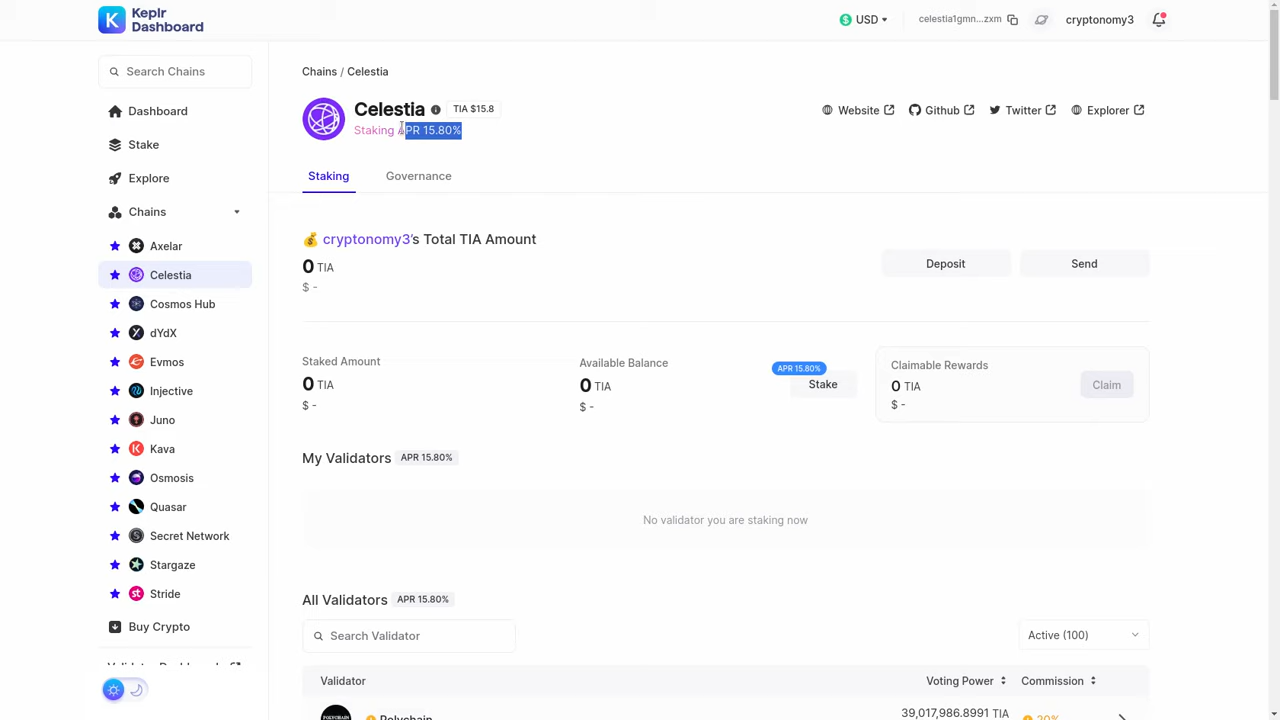 Keplr
Dashboard
USD
celestia1gmn...zxm
cryptonomy3
Search Chains
Dashboard
Stake
Explore
Chains
Axelar
Celestia
Cosmos Hub
dYdX
Evmos
Injective
Juno
Kava
Osmosis
Quasar
Secret Network
Stargaze
Stride
Buy Crypto
Validator Dashboard
Chains / Celestia
Celestia
TIA $15.8
Staking APR 15.80%
Website
Github
Twitter
Explorer
Staking
Governance
cryptonomy3's Total TIA Amount
0 TIA
$ -
Deposit
Send
Staked Amount
0 TIA
$ -
Available Balance
0 TIA
$ -
APR 15.80%
Stake
Claimable Rewards
0 TIA
$ -
Claim
My Validators
APR 15.80%
No validator you are staking now
All Validators
APR 15.80%
Search Validator
Active (100)
Validator
Voting Power
Commission
POLYCHAIN
Polychain
39,017,986.8991 TIA
20%